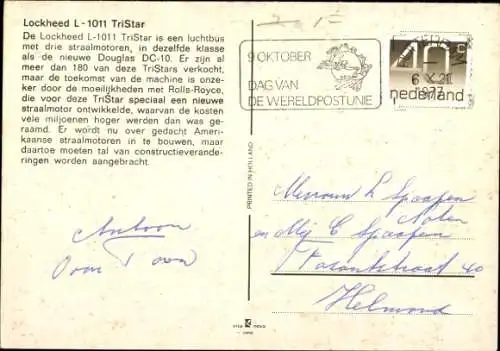 Lockheed L - 1011 TriStar
De Lockheed L-1011 TriStar is een luchtbus
met drie straalmotoren, in dezelfde klasse
als de nieuwe Douglas DC-10. Er zijn al
meer dan 180 van deze TriStars verkocht,
maar de toekomst van de machine is onze-
ker door de moeilijkheden met Rolls-Royce,
die voor deze TriStar speciaal een nieuwe
straalmotor ontwikkelde, waarvan de kosten
vele miljoenen hoger werden dan was ge-
raamd. Er wordt nu over gedacht Ameri-
kaanse straalmotoren in te bouwen, maar
daartoe moeten tal van constructieverande-
ringen worden aangebracht.
Antoon
Oom
9 OKTOBER
DAG VAN
DE WERELDPOSTUNIE
6 X 21
1977
40
nederland
PRINTED IN HOLLAND
Mevrouw L Spaapen
en Mej C Spaapen
40
Helmond